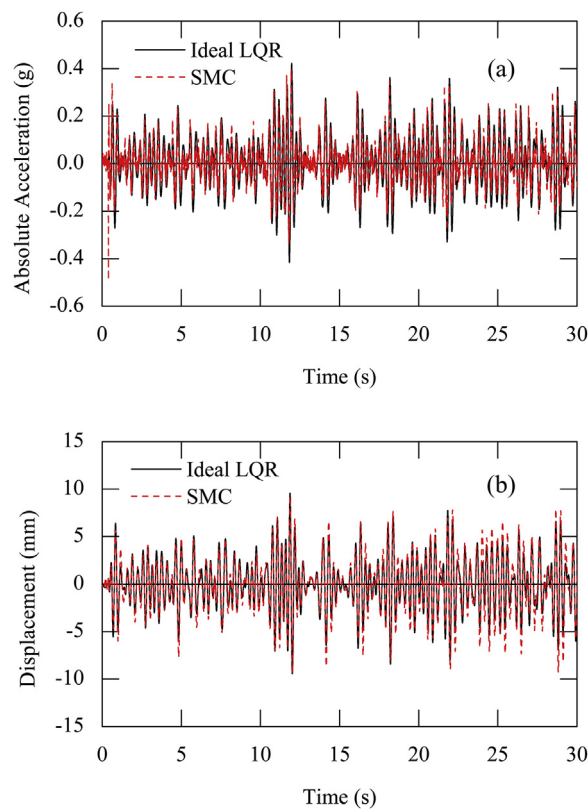 0.6
Ideal LQR
(a)
SMC
0.4
0.2
0.0
-0.2
-0.4
-0.6
Absolute Acceleration (g)
0 5 10 15 20 25 30
Time (s)
15
Ideal LQR
(b)
SMC
10
5
0
-5
-10
-15
Displacement (mm)
0 5 10 15 20 25 30
Time (s)